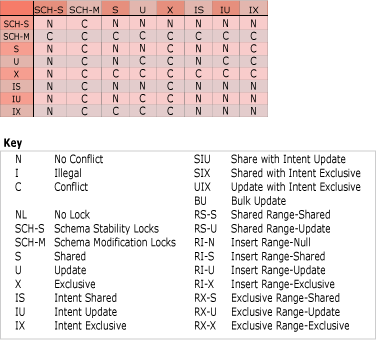 SCH-S SCH-M S U X IS IU IX
SCH-S N C N N N N N N
SCH-M C C C C C C C C
S N C N N C N N C
U N C N C C N C C
X N C C C C C C C
IS N C N N C N N N
IU N C N C C N N N
IX N C C C C N N N
Key
N No Conflict SIU Share with Intent Update
I Illegal SIX Shared with Intent Exclusive
C Conflict UIX Update with Intent Exclusive
BU Bulk Update
NL No Lock RS-S Shared Range-Shared
SCH-S Schema Stability Locks RS-U Shared Range-Update
SCH-M Schema Modification Locks RI-N Insert Range-Null
S Shared RI-S Insert Range-Shared
U Update RI-U Insert Range-Update
X Exclusive RI-X Insert Range-Exclusive
IS Intent Shared RX-S Exclusive Range-Shared
IU Intent Update RX-U Exclusive Range-Update
IX Intent Exclusive RX-X Exclusive Range-Exclusive